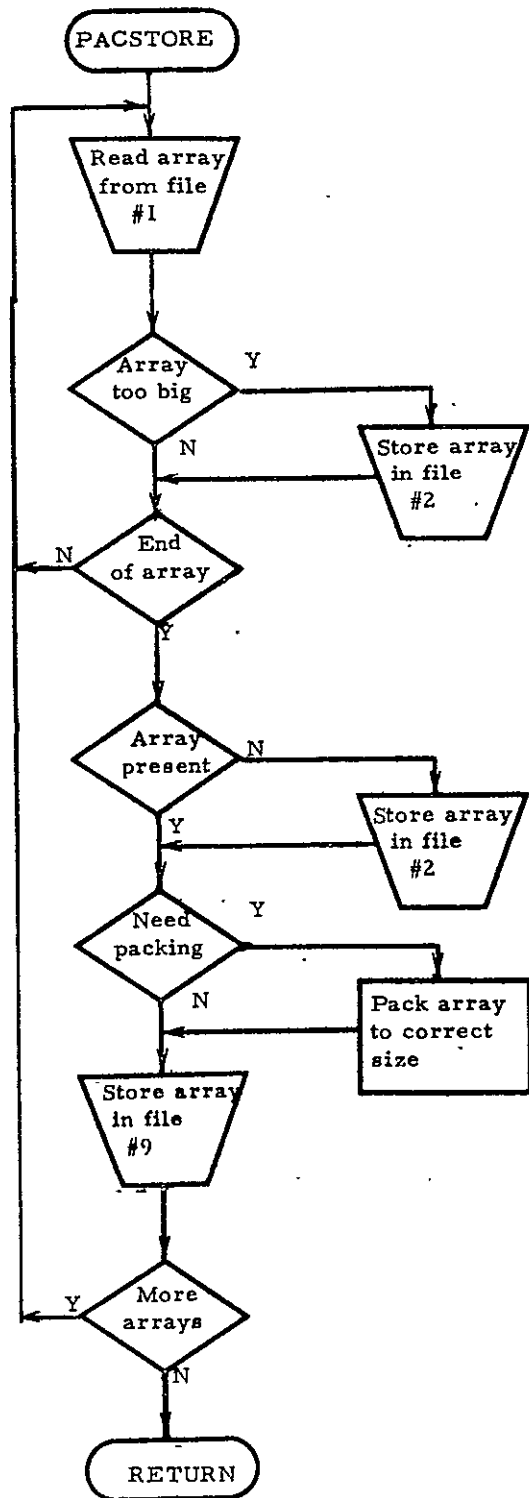 PACSTORE
Read array
from file
#1
Array
too big
Y
N
Store array
in file
#2
End
of array
N
Y
Array
present
N
Y
Store array
in file
#2
Need
packing
Y
N
Pack array
to correct
size
Store array
in file
#9
More
arrays
Y
N
RETURN